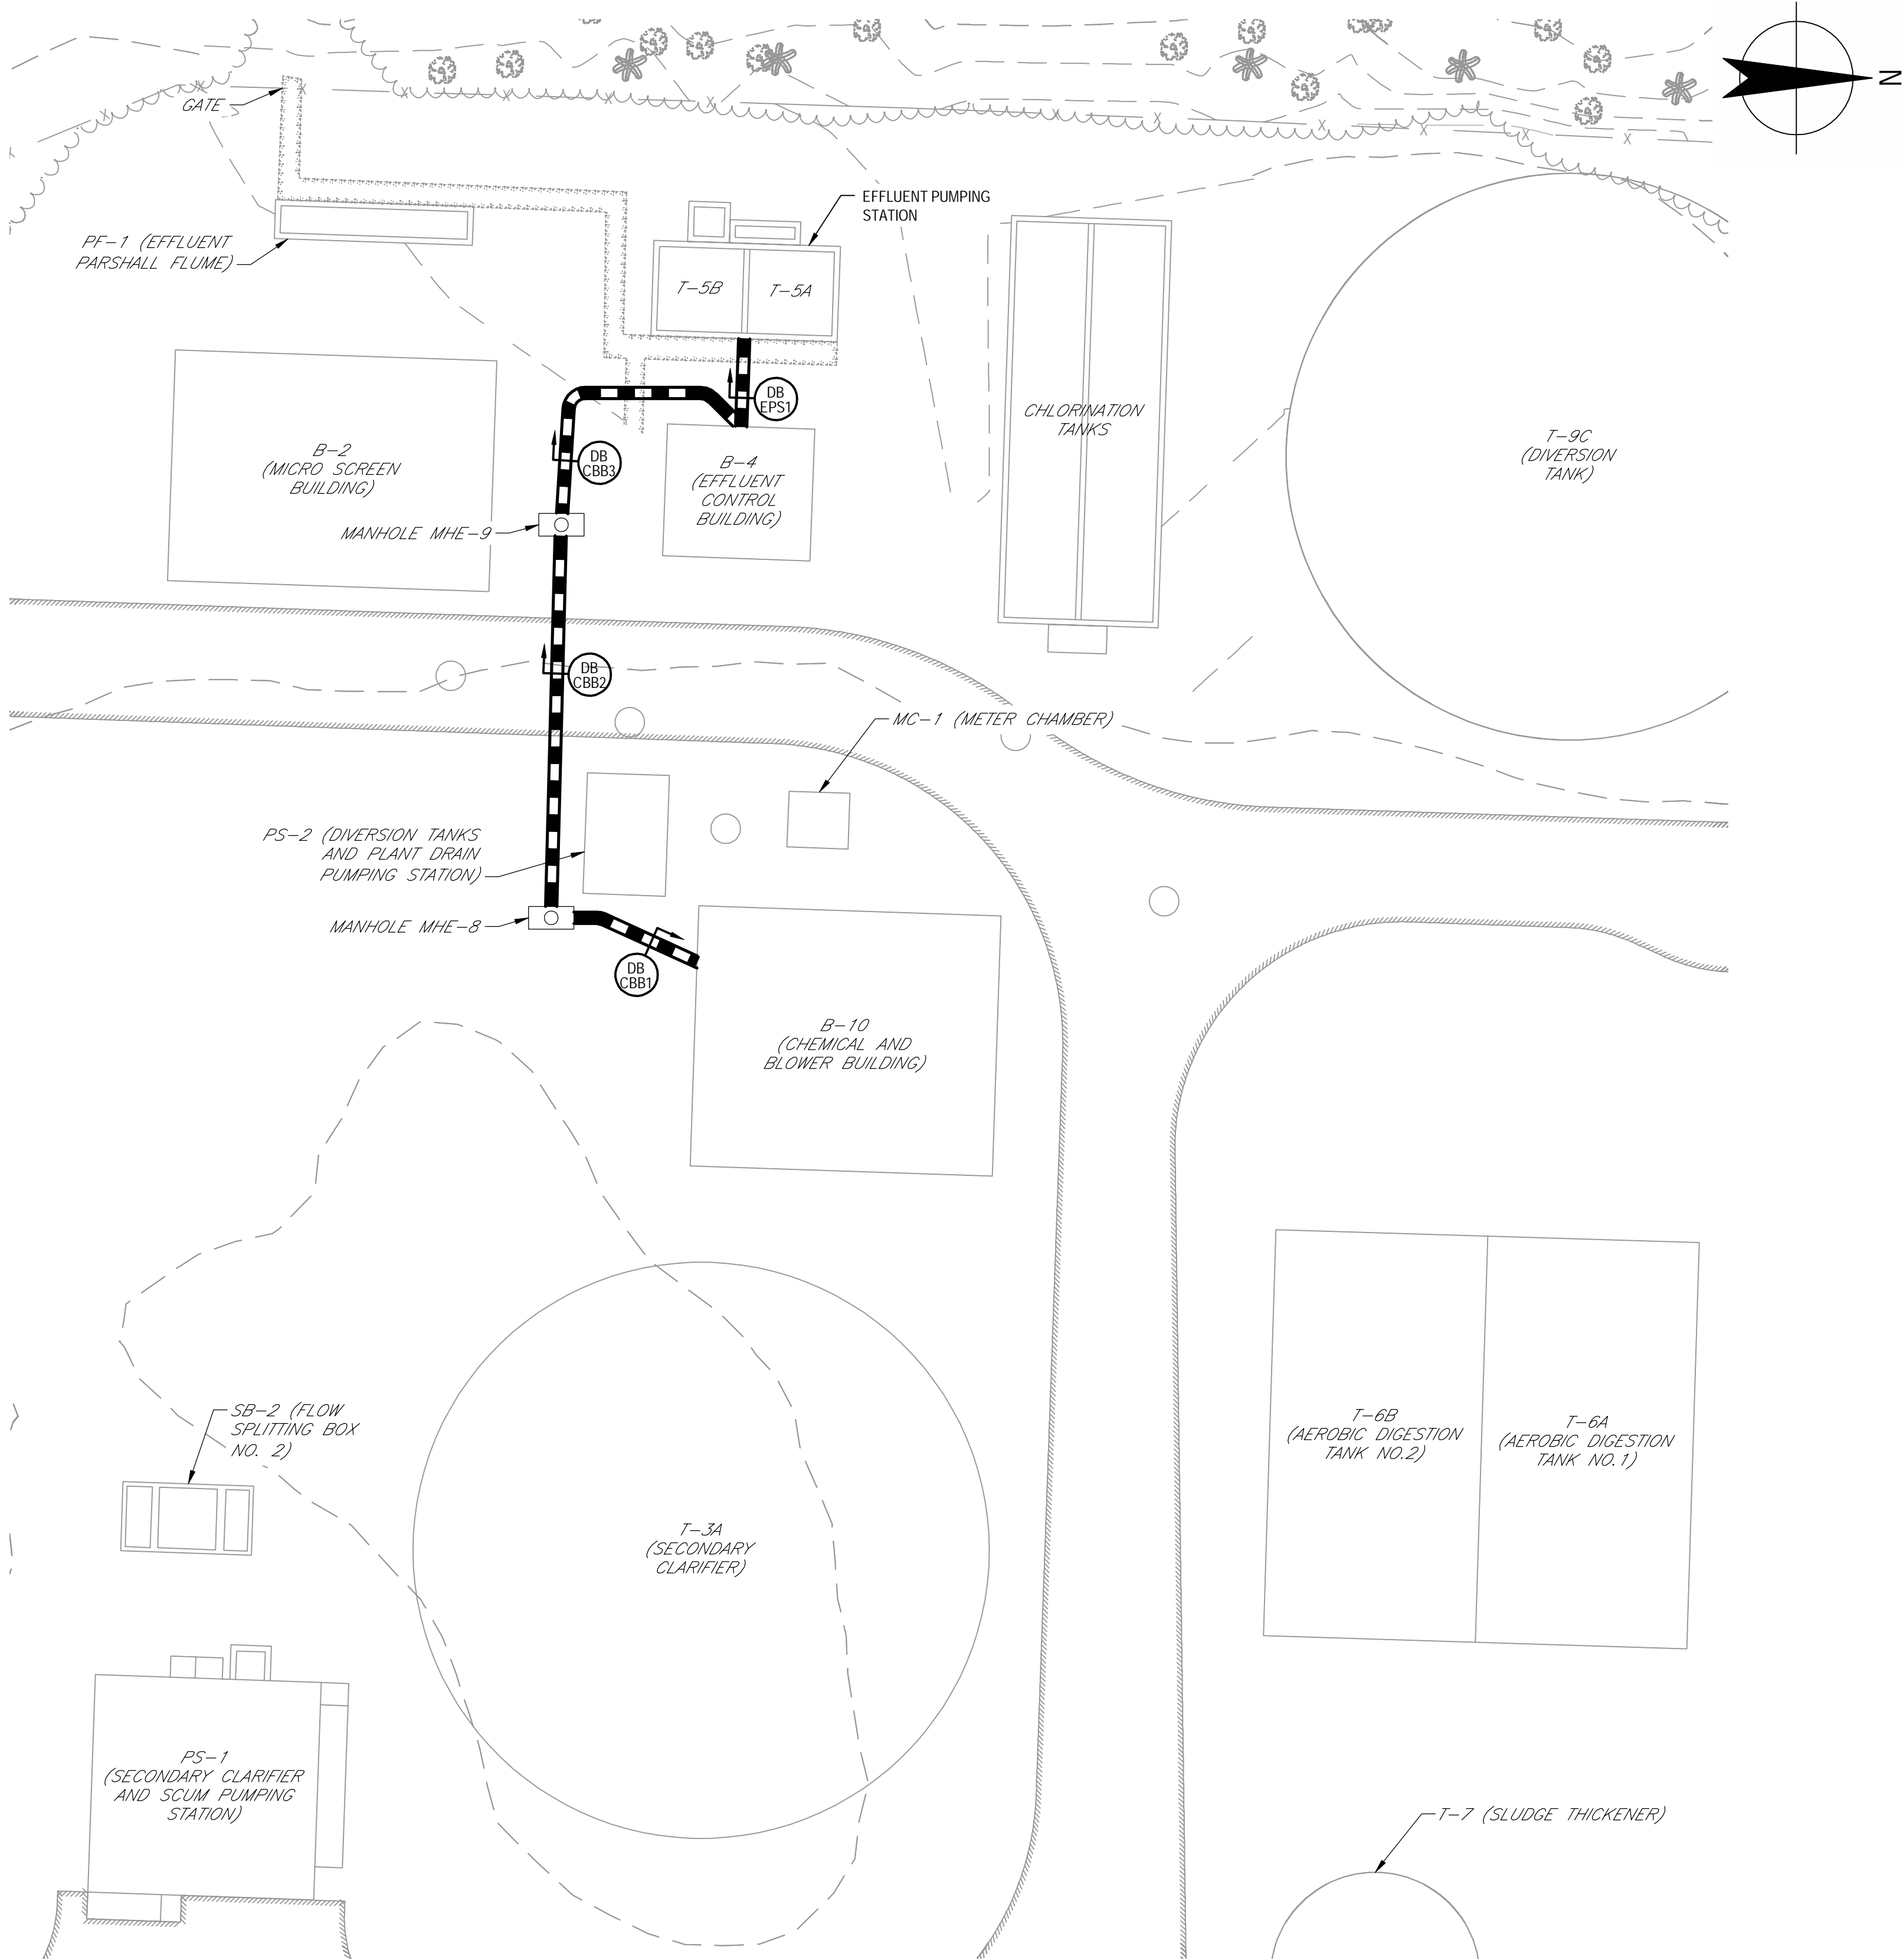 N
GATE
EFFLUENT PUMPING
STATION
PF-1 (EFFLUENT
PARSHALL FLUME)
T-5B
T-5A
DB
EPS1
CHLORINATION
TANKS
B-2
(MICRO SCREEN
BUILDING)
DB
CBB3
B-4
(EFFLUENT
CONTROL
BUILDING)
T-9C
(DIVERSION
TANK)
MANHOLE MHE-9
DB
CBB2
MC-1 (METER CHAMBER)
PS-2 (DIVERSION TANKS
AND PLANT DRAIN
PUMPING STATION)
MANHOLE MHE-8
DB
CBB1
B-10
(CHEMICAL AND
BLOWER BUILDING)
SB-2 (FLOW
SPLITTING BOX
NO. 2)
T-6B
(AEROBIC DIGESTION
TANK NO.2)
T-6A
(AEROBIC DIGESTION
TANK NO.1)
T-3A
(SECONDARY
CLARIFIER)
PS-1
(SECONDARY CLARIFIER
AND SCUM PUMPING
STATION)
T-7 (SLUDGE THICKENER)